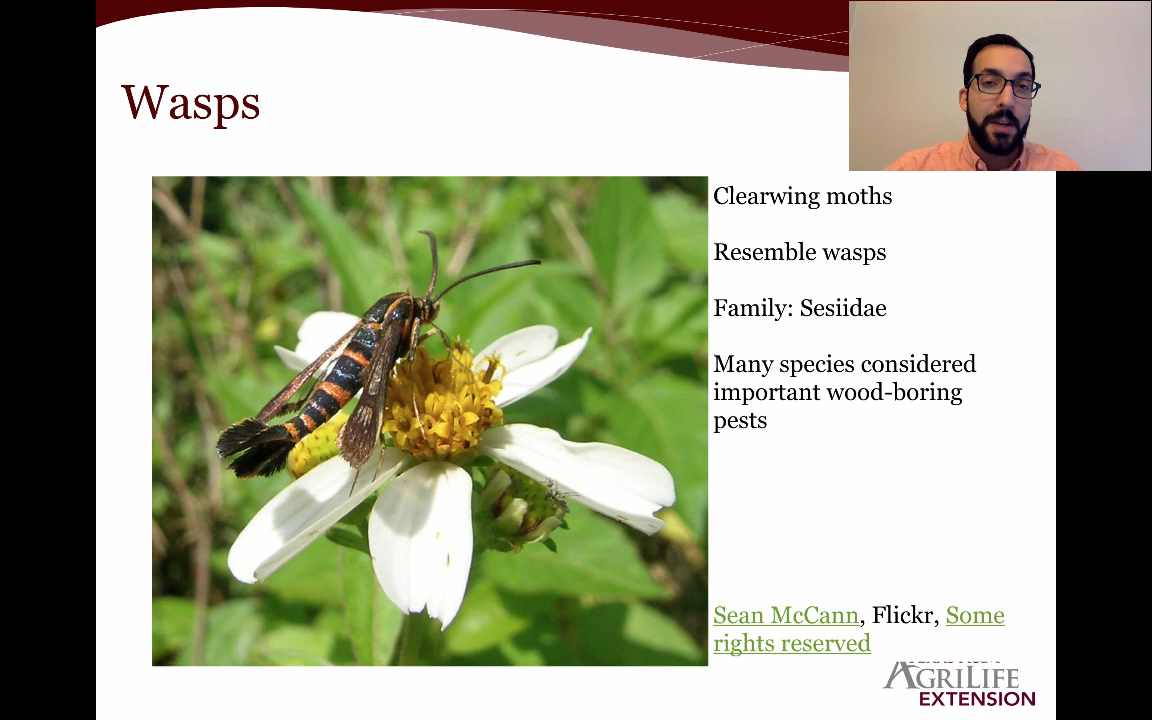 Wasps
Clearwing moths
Resemble wasps
Family: Sesiidae
Many species considered
important wood-boring
pests
Sean McCann, Flickr, Some
rights reserved
AGRILIFE
EXTENSION